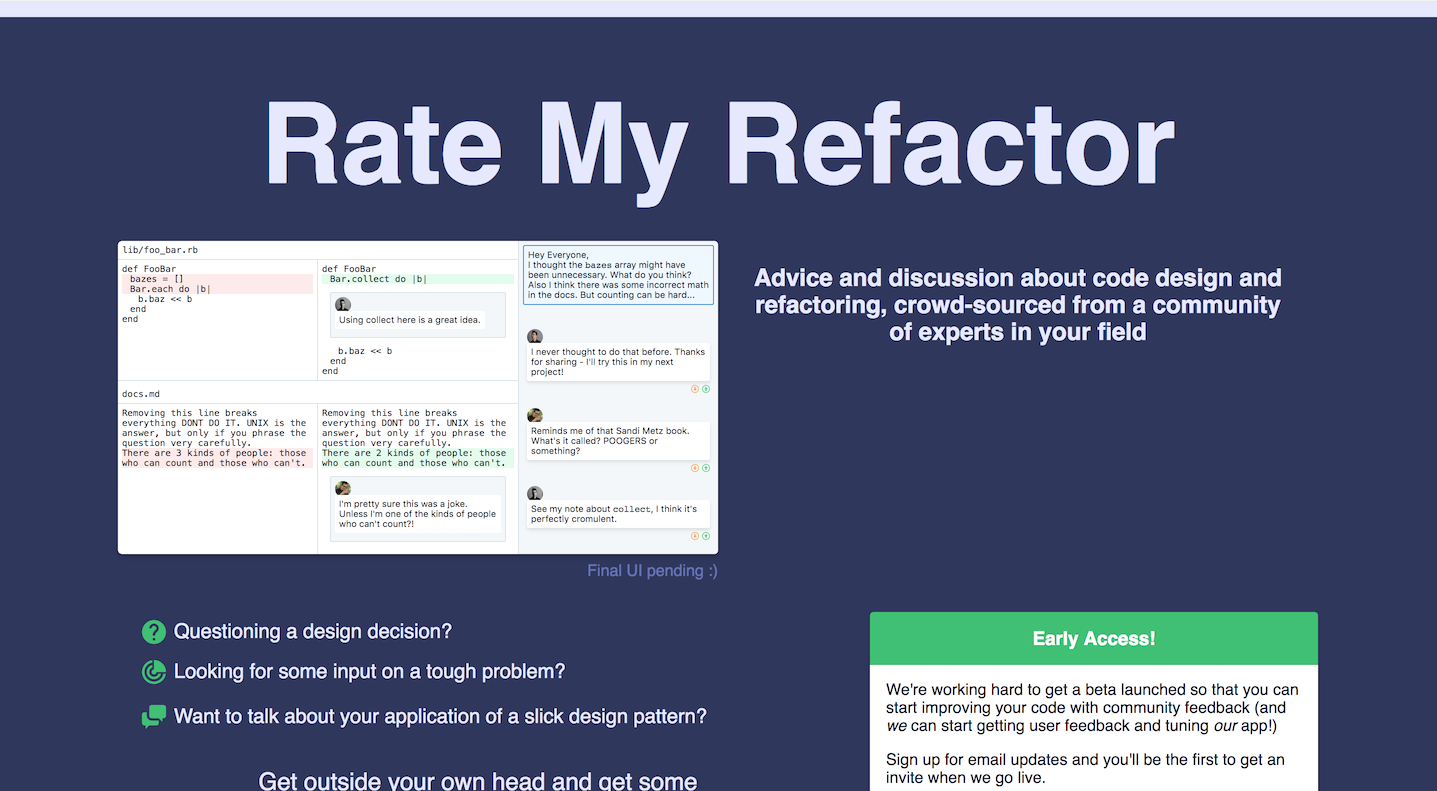 Rate My Refactor
lib/foo_bar.rb
def FooBar
bazes = []
Bar.each do |b|
b.baz << b
end
end
def FooBar
Bar.collect do |b|
Using collect here is a great idea.
b.baz << b
end
end
docs.md
Removing this line breaks
everything DONT DO IT. UNIX is the
answer, but only if you phrase the
question very carefully.
There are 3 kinds of people: those
who can count and those who can't.
Removing this line breaks
everything DONT DO IT. UNIX is the
answer, but only if you phrase the
question very carefully.
There are 2 kinds of people: those
who can count and those who can't.
I'm pretty sure this was a joke.
Unless I'm one of the kinds of people
who can't count?!
Hey Everyone,
I thought the bazes array might have
been unnecessary. What do you think?
Also I think there was some incorrect math
in the docs. But counting can be hard...
I never thought to do that before. Thanks
for sharing - I'll try this in my next
project!
Reminds me of that Sandi Metz book.
What's it called? POOGERS or
something?
See my note about collect, I think it's
perfectly cromulent.
Final UI pending :)
Advice and discussion about code design and
refactoring, crowd-sourced from a community
of experts in your field
Questioning a design decision?
Looking for some input on a tough problem?
Want to talk about your application of a slick design pattern?
Get outside your own head and get some
Early Access!
We're working hard to get a beta launched so that you can
start improving your code with community feedback (and
we can start getting user feedback and tuning our app!)
Sign up for email updates and you'll be the first to get an
invite when we go live.